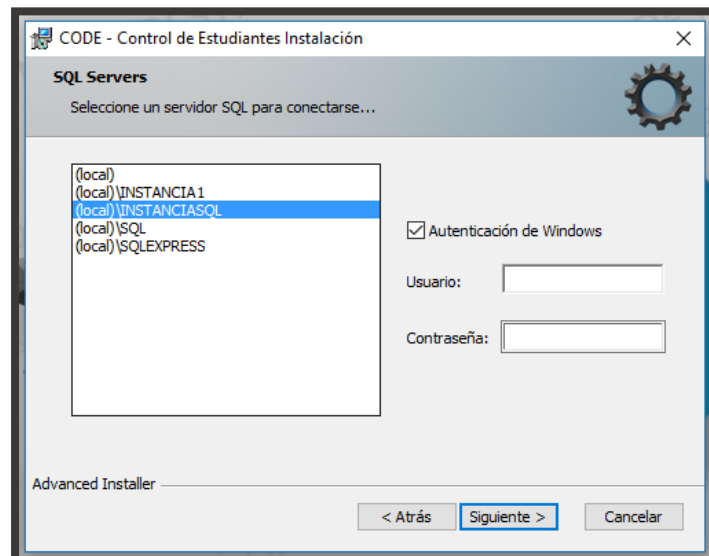 CODE - Control de Estudiantes Instalación
SQL Servers
Seleccione un servidor SQL para conectarse...
(local)
(local)\INSTANCIA1
(local)\INSTANCIASQL
(local)\SQL
(local)\SQLEXPRESS
Autenticación de Windows
Usuario:
Contraseña:
Advanced Installer
< Atrás Siguiente > Cancelar